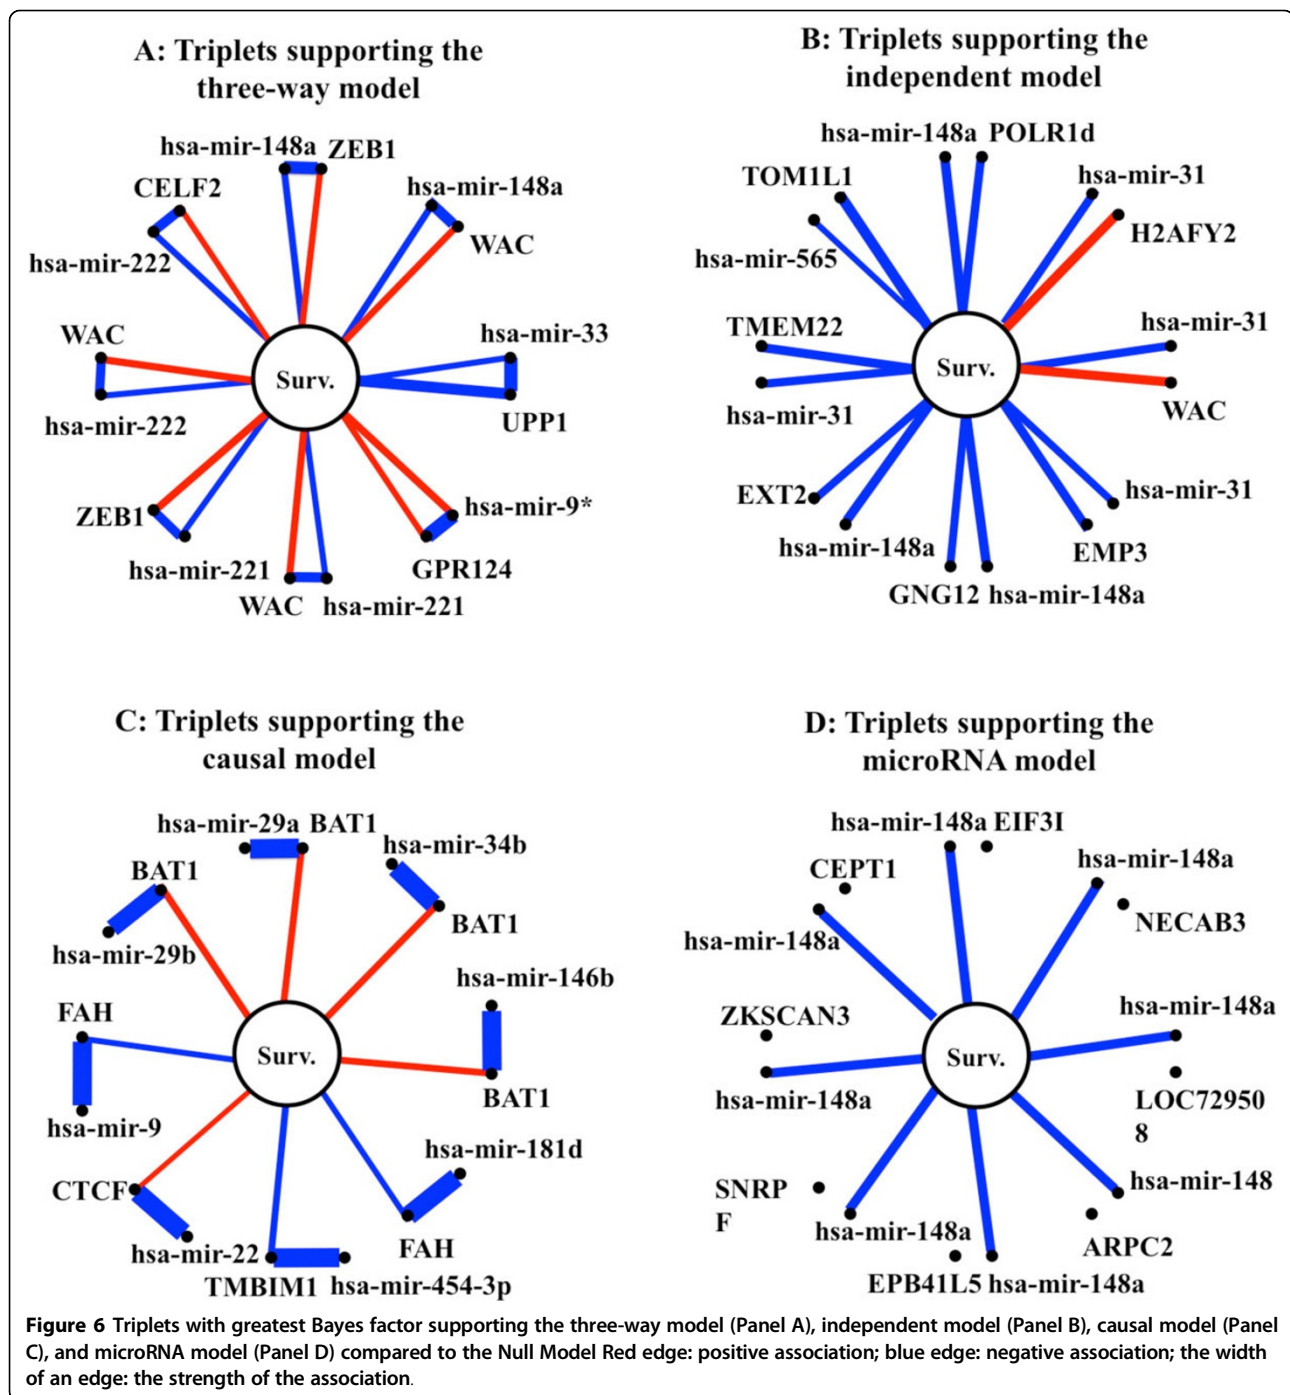 A: Triplets supporting the
three-way model
hsa-mir-148a ZEB1
CELF2
hsa-mir-148a
WAC
hsa-mir-222
WAC
hsa-mir-33
Surv.
hsa-mir-222
UPP1
ZEB1
hsa-mir-9*
hsa-mir-221
GPR124
WAC hsa-mir-221
B: Triplets supporting the
independent model
hsa-mir-148a POLR1d
TOM1L1
hsa-mir-31
H2AFY2
hsa-mir-565
TMEM22
hsa-mir-31
Surv.
hsa-mir-31
WAC
EXT2
hsa-mir-31
hsa-mir-148a
EMP3
GNG12 hsa-mir-148a
C: Triplets supporting the
causal model
hsa-mir-29a BAT1
hsa-mir-34b
BAT1
BAT1
hsa-mir-29b
hsa-mir-146b
FAH
Surv.
BAT1
hsa-mir-9
hsa-mir-181d
CTCF
hsa-mir-22
FAH
TMBIM1 hsa-mir-454-3p
D: Triplets supporting the
microRNA model
hsa-mir-148a EIF3I
CEPT1
hsa-mir-148a
NECAB3
hsa-mir-148a
hsa-mir-148a
ZKSCAN3
Surv.
hsa-mir-148a
LOC72950
8
SNRP
F
hsa-mir-148
hsa-mir-148a
ARPC2
EPB41L5 hsa-mir-148a
Figure 6 Triplets with greatest Bayes factor supporting the three-way model (Panel A), independent model (Panel B), causal model (Panel
C), and microRNA model (Panel D) compared to the Null Model Red edge: positive association; blue edge: negative association; the width
of an edge: the strength of the association.